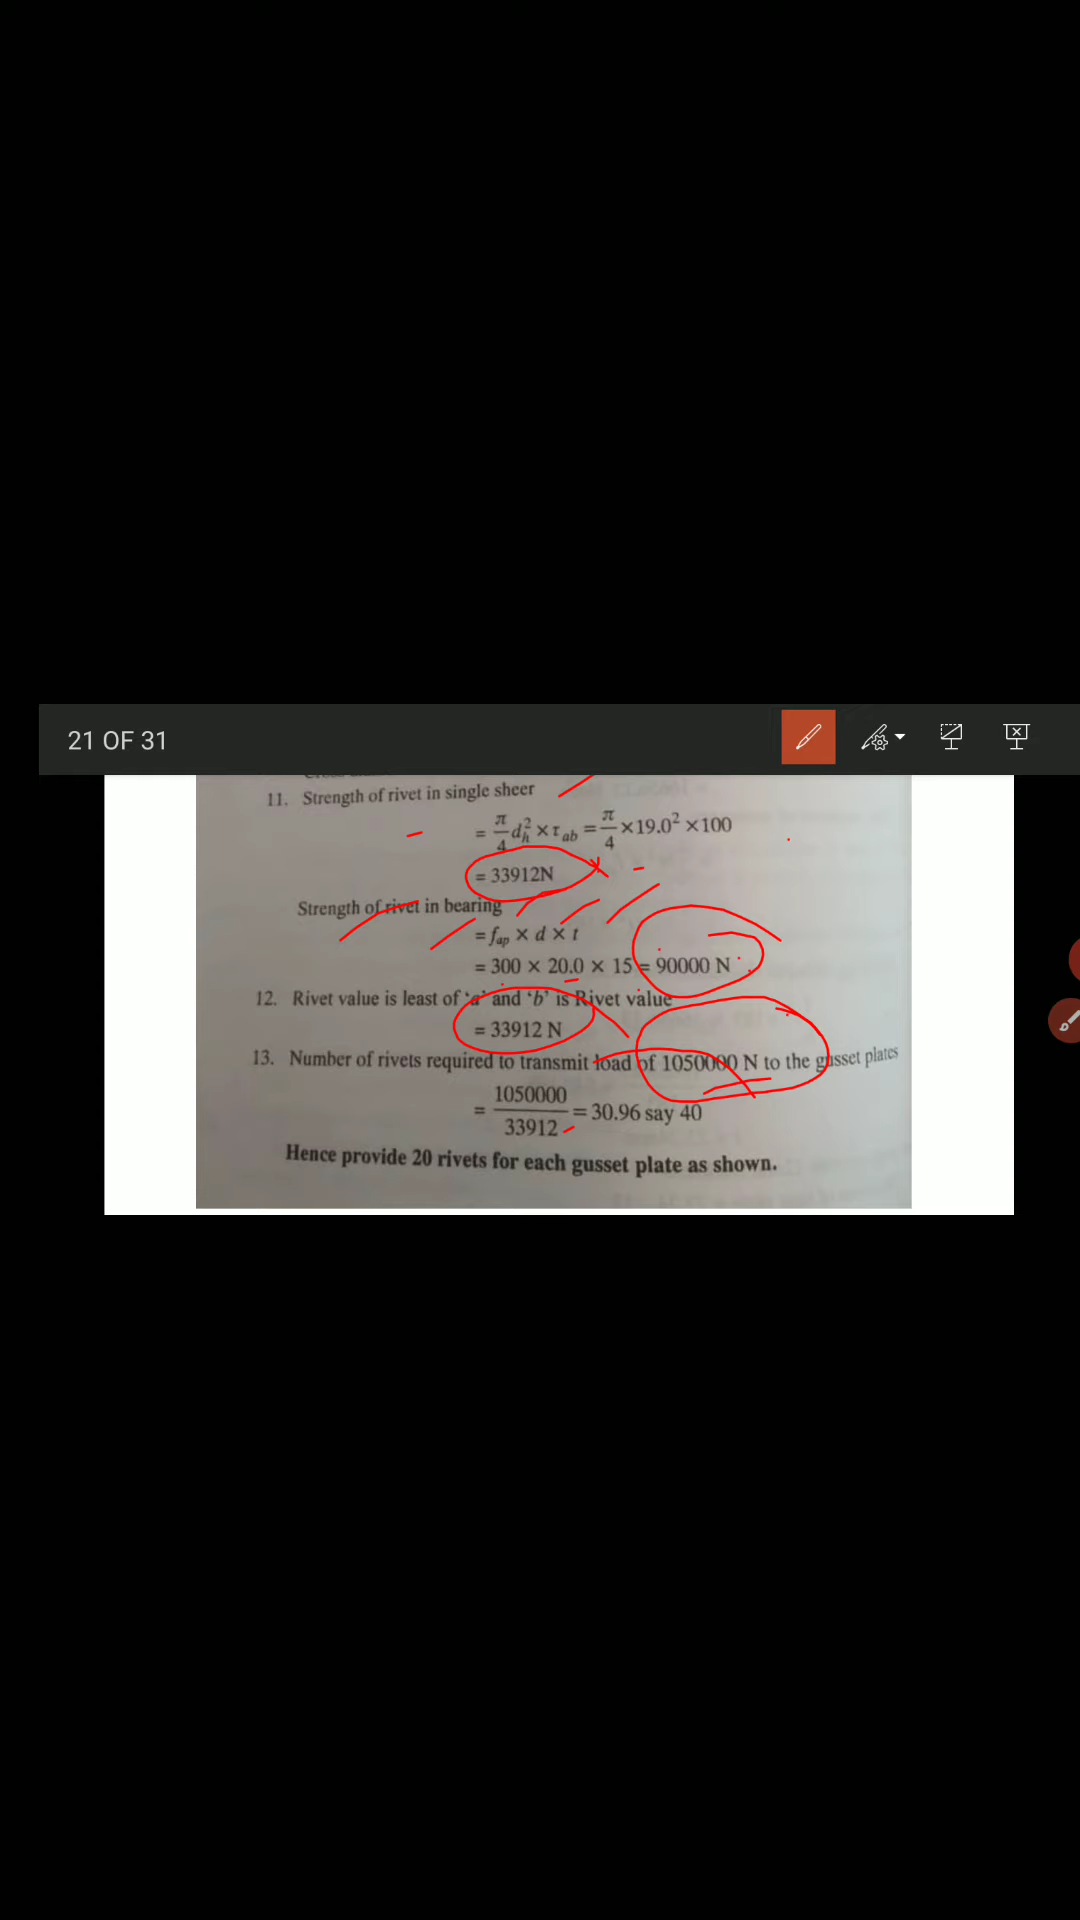 21 OF 31
11. Strength of rivet in single sheer
= π/4 d_h² × τ_ab = π/4 × 19.0² × 100
= 33912N
Strength of rivet in bearing
= f_ap × d × t
= 300 × 20.0 × 15 = 90000 N
12. Rivet value is least of ‘a’ and ‘b’ is Rivet value
= 33912 N
13. Number of rivets required to transmit load of 1050000 N to the gusset plates
= 1050000/33912 = 30.96 say 40
Hence provide 20 rivets for each gusset plate as shown.